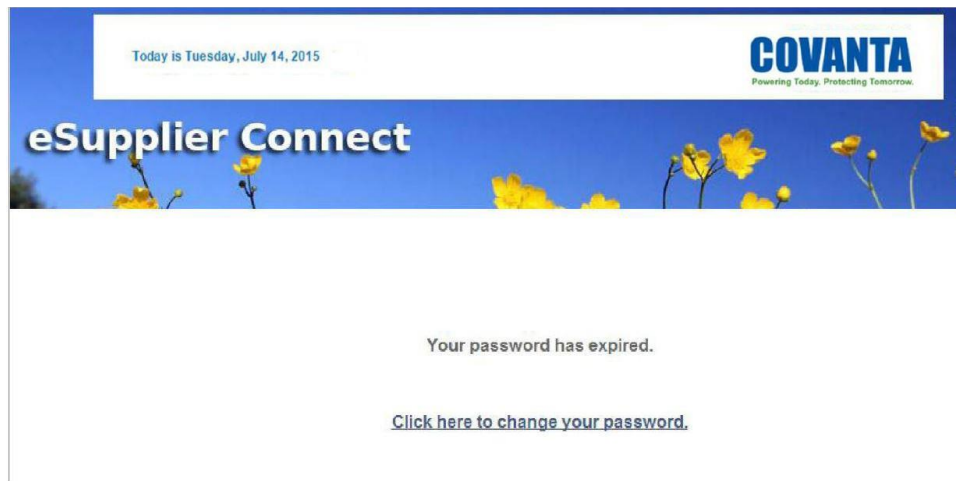 Today is Tuesday, July 14, 2015
COVANTA
Powering Today. Protecting Tomorrow.
eSupplier Connect
Your password has expired.
Click here to change your password.